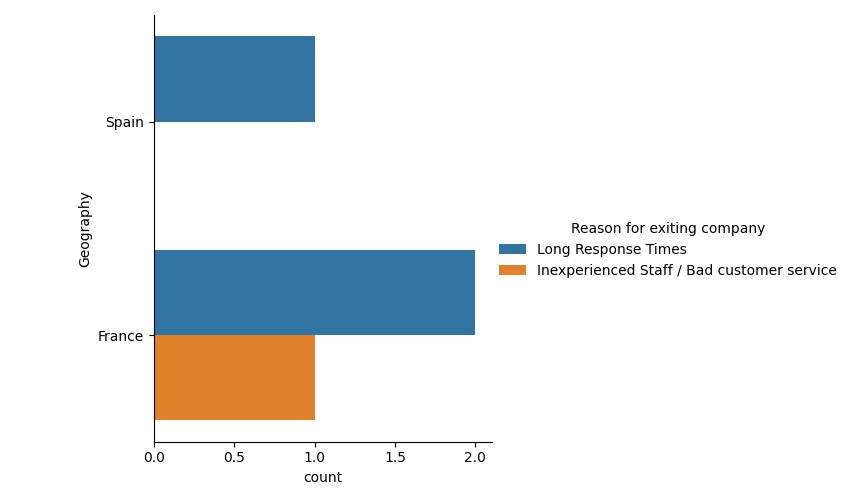 Spain
France
Geography
0.0 0.5 1.0 1.5 2.0
count
Reason for exiting company
Long Response Times
Inexperienced Staff / Bad customer service